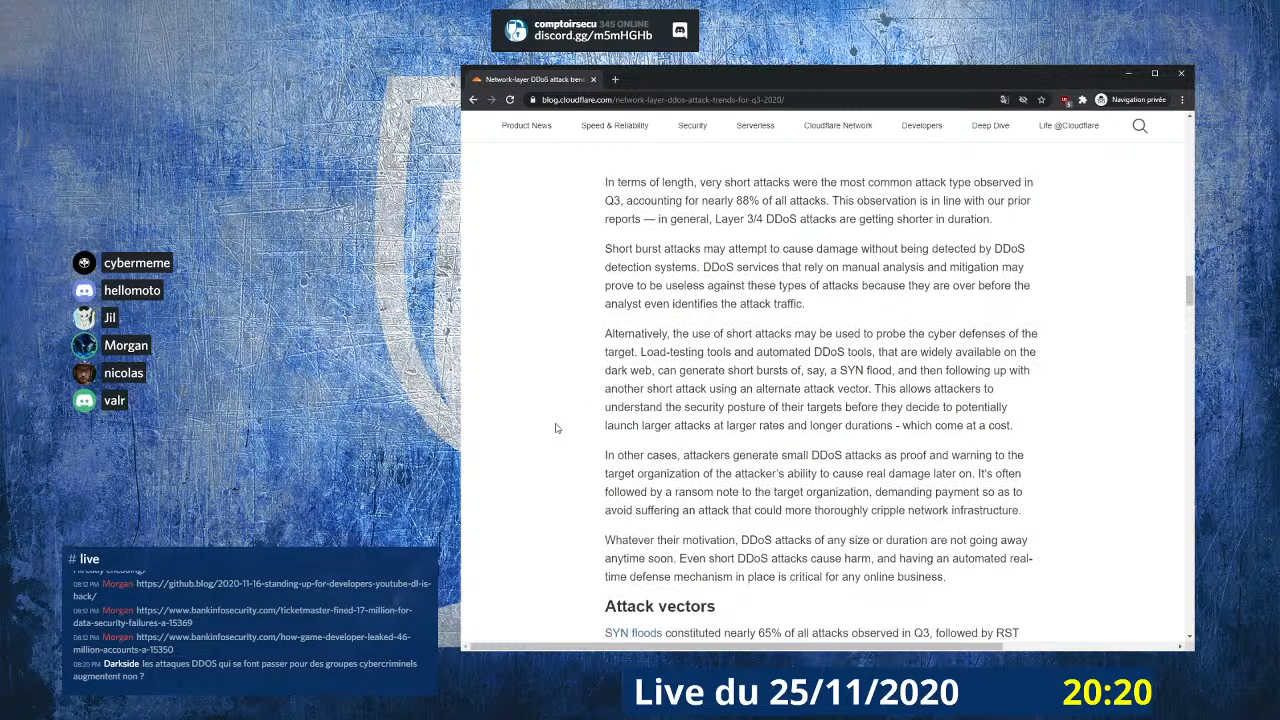 comptoirsecu 345 ONLINE
discord.gg/m5mHGHb
Network-layer DDoS attack tren
blog.cloudflare.com/network-layer-ddos-attack-trends-for-q3-2020/
Navigation privée
Product News Speed & Reliability Security Serverless Cloudflare Network Developers Deep Dive Life @Cloudflare
In terms of length, very short attacks were the most common attack type observed in
Q3, accounting for nearly 88% of all attacks. This observation is in line with our prior
reports — in general, Layer 3/4 DDoS attacks are getting shorter in duration.
Short burst attacks may attempt to cause damage without being detected by DDoS
detection systems. DDoS services that rely on manual analysis and mitigation may
prove to be useless against these types of attacks because they are over before the
analyst even identifies the attack traffic.
Alternatively, the use of short attacks may be used to probe the cyber defenses of the
target. Load-testing tools and automated DDoS tools, that are widely available on the
dark web, can generate short bursts of, say, a SYN flood, and then following up with
another short attack using an alternate attack vector. This allows attackers to
understand the security posture of their targets before they decide to potentially
launch larger attacks at larger rates and longer durations - which come at a cost.
In other cases, attackers generate small DDoS attacks as proof and warning to the
target organization of the attacker's ability to cause real damage later on. It's often
followed by a ransom note to the target organization, demanding payment so as to
avoid suffering an attack that could more thoroughly cripple network infrastructure.
Whatever their motivation, DDoS attacks of any size or duration are not going away
anytime soon. Even short DDoS attacks cause harm, and having an automated real-
time defense mechanism in place is critical for any online business.
Attack vectors
SYN floods constituted nearly 65% of all attacks observed in Q3, followed by RST
cybermeme
hellomoto
Jil
Morgan
nicolas
valr
# live
08:12 PM Morgan https://github.blog/2020-11-16-standing-up-for-developers-youtube-dl-is-
back/
08:12 PM Morgan https://www.bankinfosecurity.com/ticketmaster-fined-17-million-for-
data-security-failures-a-15369
08:12 PM Morgan https://www.bankinfosecurity.com/how-game-developer-leaked-46-
million-accounts-a-15350
08:20 PM Darkside les attaques DDOS qui se font passer pour des groupes cybercriminels
augmentent non ?
Live du 25/11/2020 20:20